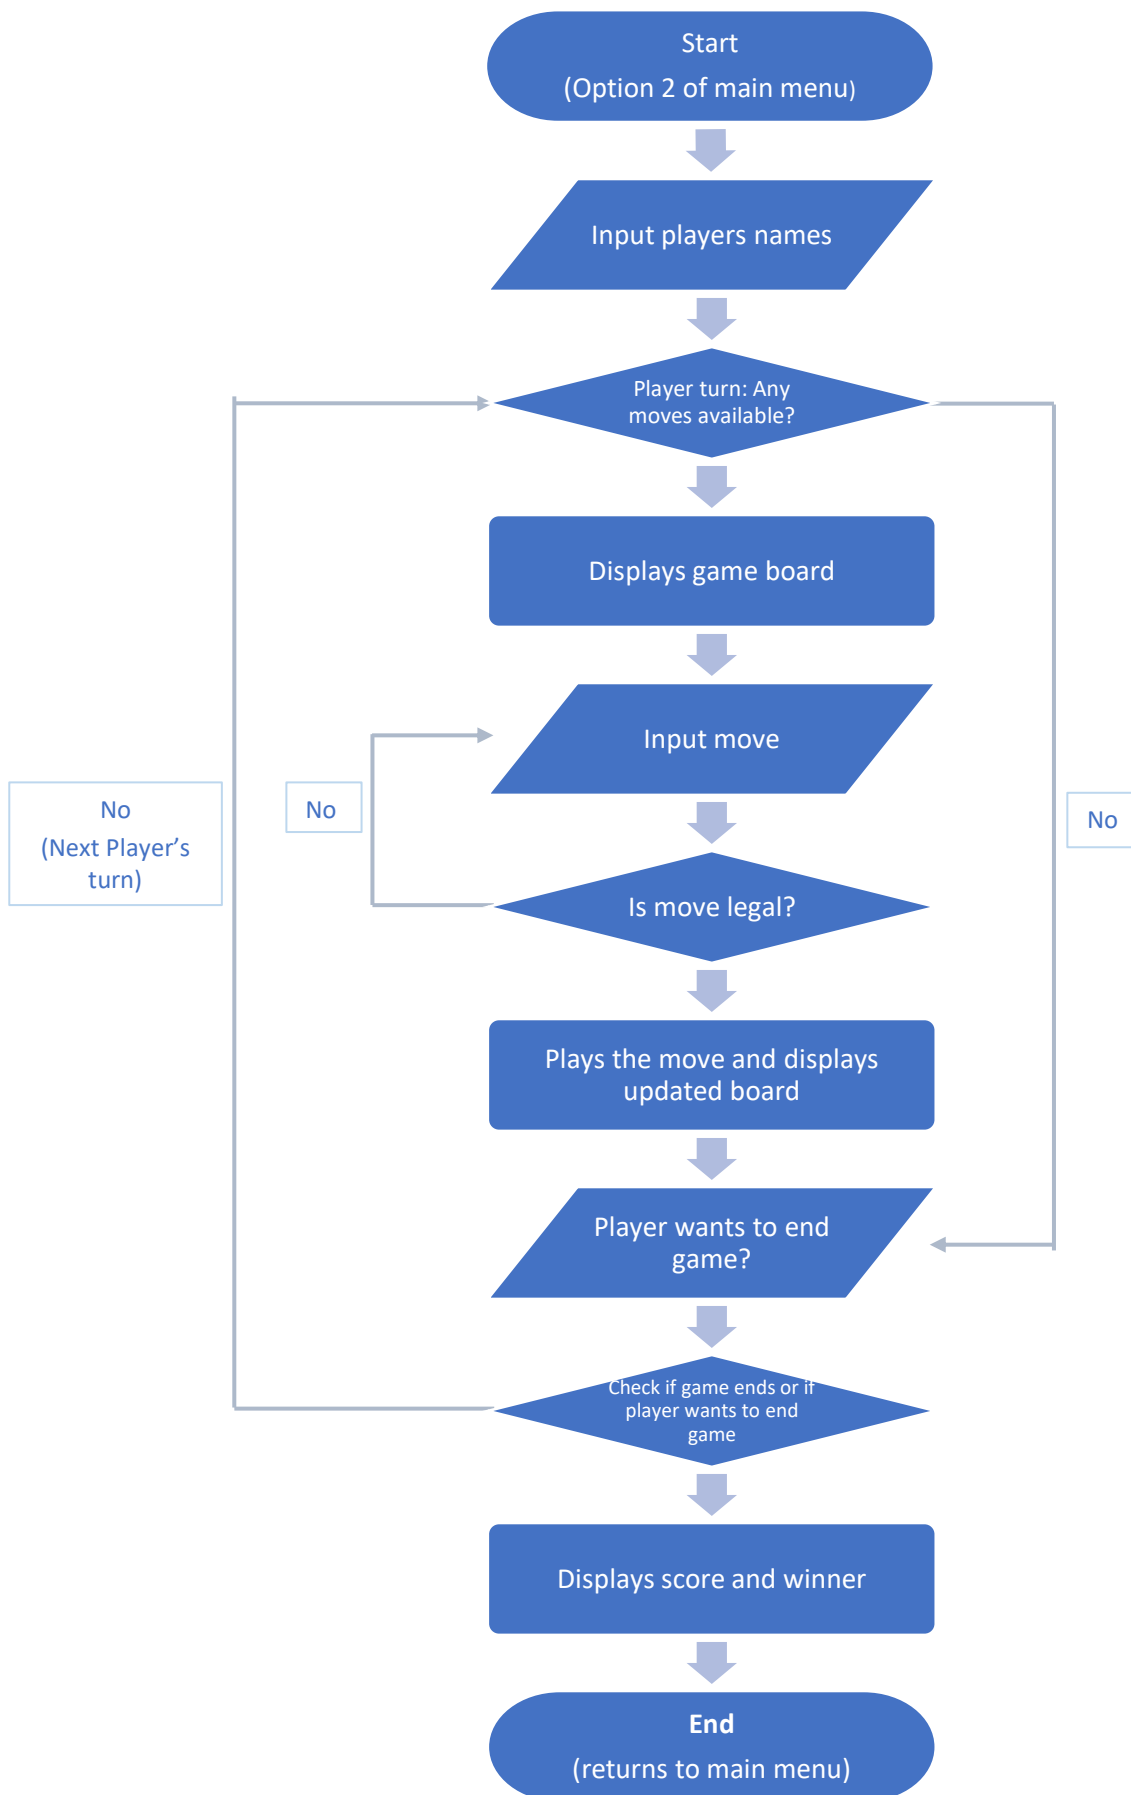 Start
(Option 2 of main menu)
Input players names
Player turn: Any
moves available?
Displays game board
Input move
No
(Next Player’s
turn)
No
No
Is move legal?
Plays the move and displays
updated board
Player wants to end
game?
Check if game ends or if
player wants to end
game
Displays score and winner
End
(returns to main menu)